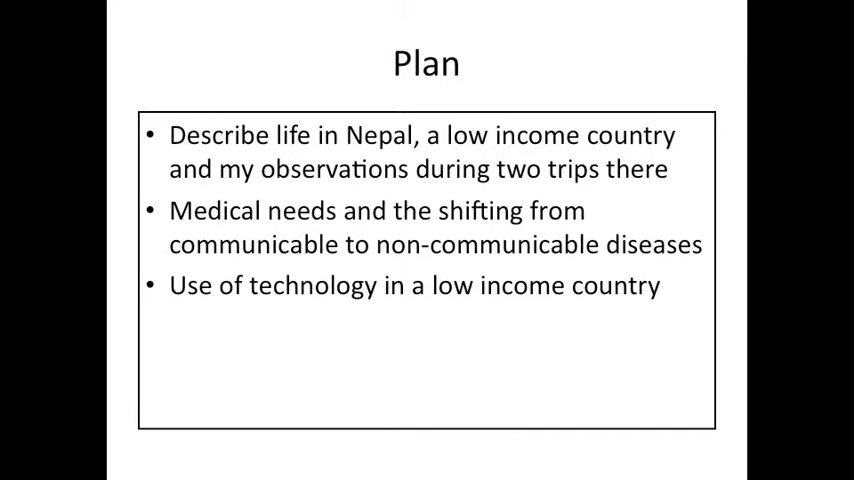 Plan
• Describe life in Nepal, a low income country
and my observations during two trips there
• Medical needs and the shifting from
communicable to non-communicable diseases
• Use of technology in a low income country